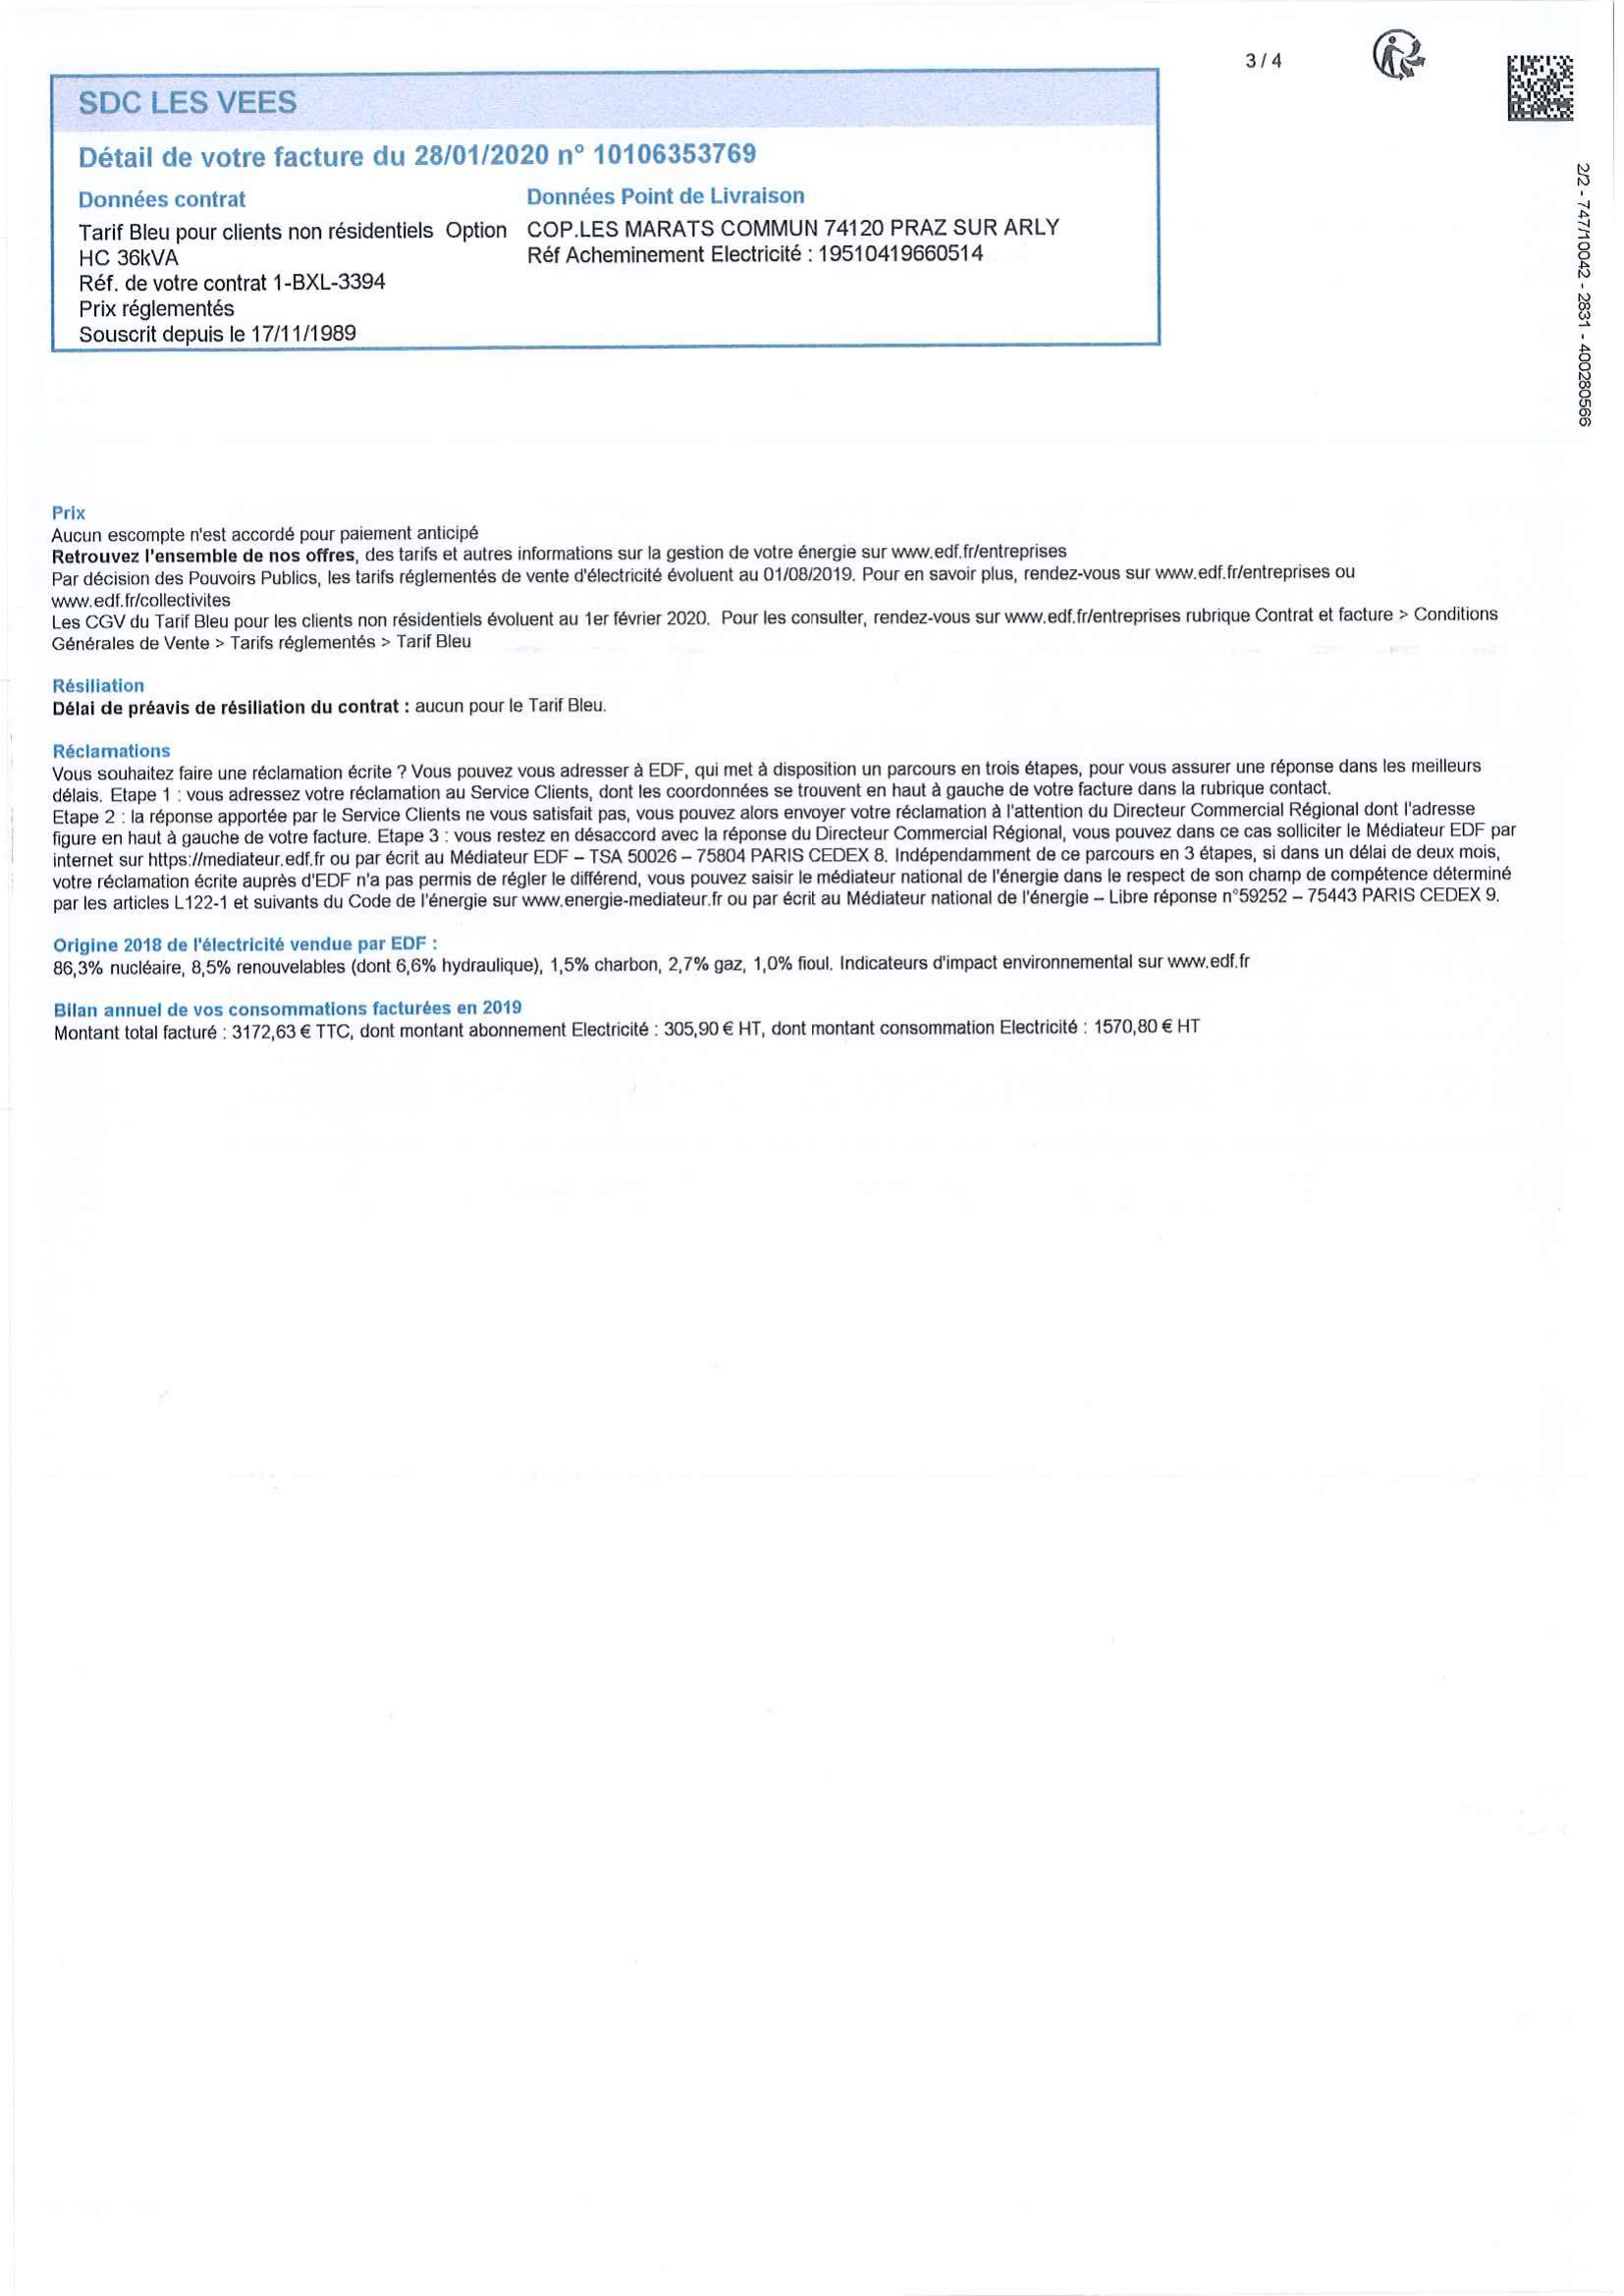 3 / 4
SDC LES VEES
Détail de votre facture du 28/01/2020 n° 10106353769
Données contrat
Tarif Bleu pour clients non résidentiels Option
HC 36kVA
Réf. de votre contrat 1-BXL-3394
Prix réglementés
Souscrit depuis le 17/11/1989
Données Point de Livraison
COP.LES MARATS COMMUN 74120 PRAZ SUR ARLY
Réf Acheminement Electricité : 19510419660514
2/2 - 747/10042 - 2831 - 400280566
Prix
Aucun escompte n'est accordé pour paiement anticipé
Retrouvez l'ensemble de nos offres, des tarifs et autres informations sur la gestion de votre énergie sur www.edf.fr/entreprises
Par décision des Pouvoirs Publics, les tarifs réglementés de vente d'électricité évoluent au 01/08/2019. Pour en savoir plus, rendez-vous sur www.edf.fr/entreprises ou
www.edf.fr/collectivites
Les CGV du Tarif Bleu pour les clients non résidentiels évoluent au 1er février 2020. Pour les consulter, rendez-vous sur www.edf.fr/entreprises rubrique Contrat et facture > Conditions
Générales de Vente > Tarifs réglementés > Tarif Bleu
Résiliation
Délai de préavis de résiliation du contrat : aucun pour le Tarif Bleu.
Réclamations
Vous souhaitez faire une réclamation écrite ? Vous pouvez vous adresser à EDF, qui met à disposition un parcours en trois étapes, pour vous assurer une réponse dans les meilleurs
délais. Etape 1 : vous adressez votre réclamation au Service Clients, dont les coordonnées se trouvent en haut à gauche de votre facture dans la rubrique contact.
Etape 2 : la réponse apportée par le Service Clients ne vous satisfait pas, vous pouvez alors envoyer votre réclamation à l'attention du Directeur Commercial Régional dont l'adresse
figure en haut à gauche de votre facture. Etape 3 : vous restez en désaccord avec la réponse du Directeur Commercial Régional, vous pouvez dans ce cas solliciter le Médiateur EDF par
internet sur https://mediateur.edf.fr ou par écrit au Médiateur EDF – TSA 50026 – 75804 PARIS CEDEX 8. Indépendamment de ce parcours en 3 étapes, si dans un délai de deux mois,
votre réclamation écrite auprès d'EDF n'a pas permis de régler le différend, vous pouvez saisir le médiateur national de l'énergie dans le respect de son champ de compétence déterminé
par les articles L122-1 et suivants du Code de l'énergie sur www.energie-mediateur.fr ou par écrit au Médiateur national de l'énergie – Libre réponse n°59252 – 75443 PARIS CEDEX 9.
Origine 2018 de l'électricité vendue par EDF :
86,3% nucléaire, 8,5% renouvelables (dont 6,6% hydraulique), 1,5% charbon, 2,7% gaz, 1,0% fioul. Indicateurs d'impact environnemental sur www.edf.fr
Bilan annuel de vos consommations facturées en 2019
Montant total facturé : 3172,63 € TTC, dont montant abonnement Electricité : 305,90 € HT, dont montant consommation Electricité : 1570,80 € HT